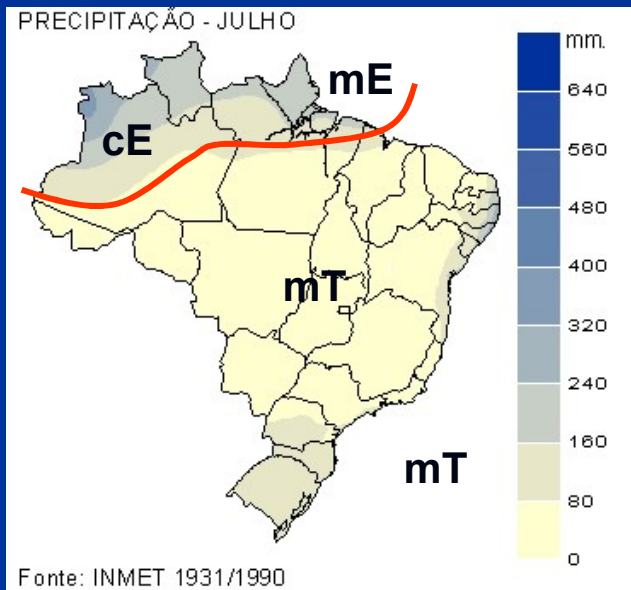 PRECIPITAÇÃO - JULHO
mm.
mE
640
cE
560
480
400
mT
320
240
160
mT
80
0
Fonte: INMET 1931/1990